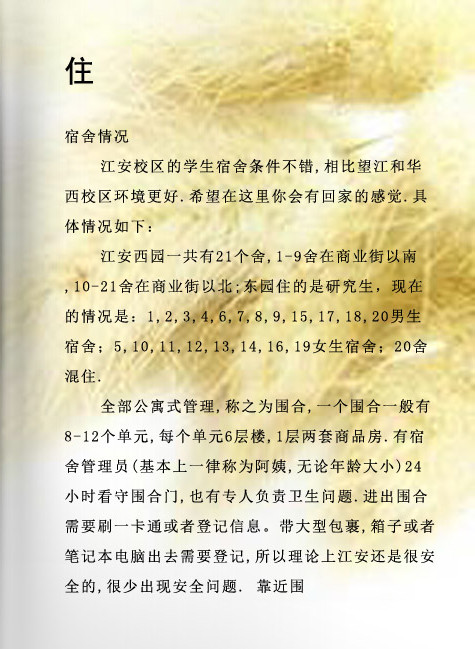 住
宿舍情况
江安校区的学生宿舍条件不错,相比望江和华
西校区环境更好.希望在这里你会有回家的感觉.具
体情况如下：
江安西园一共有21个舍,1-9舍在商业街以南
,10-21舍在商业街以北;东园住的是研究生，现在
的情况是：1,2,3,4,6,7,8,9,15,17,18,20男生
宿舍；5,10,11,12,13,14,16,19女生宿舍；20舍
混住.
全部公寓式管理,称之为围合,一个围合一般有
8-12个单元,每个单元6层楼,1层两套商品房.有宿
舍管理员(基本上一律称为阿姨,无论年龄大小)24
小时看守围合门,也有专人负责卫生问题.进出围合
需要刷一卡通或者登记信息。带大型包裹,箱子或者
笔记本电脑出去需要登记,所以理论上江安还是很安
全的,很少出现安全问题. 靠近围